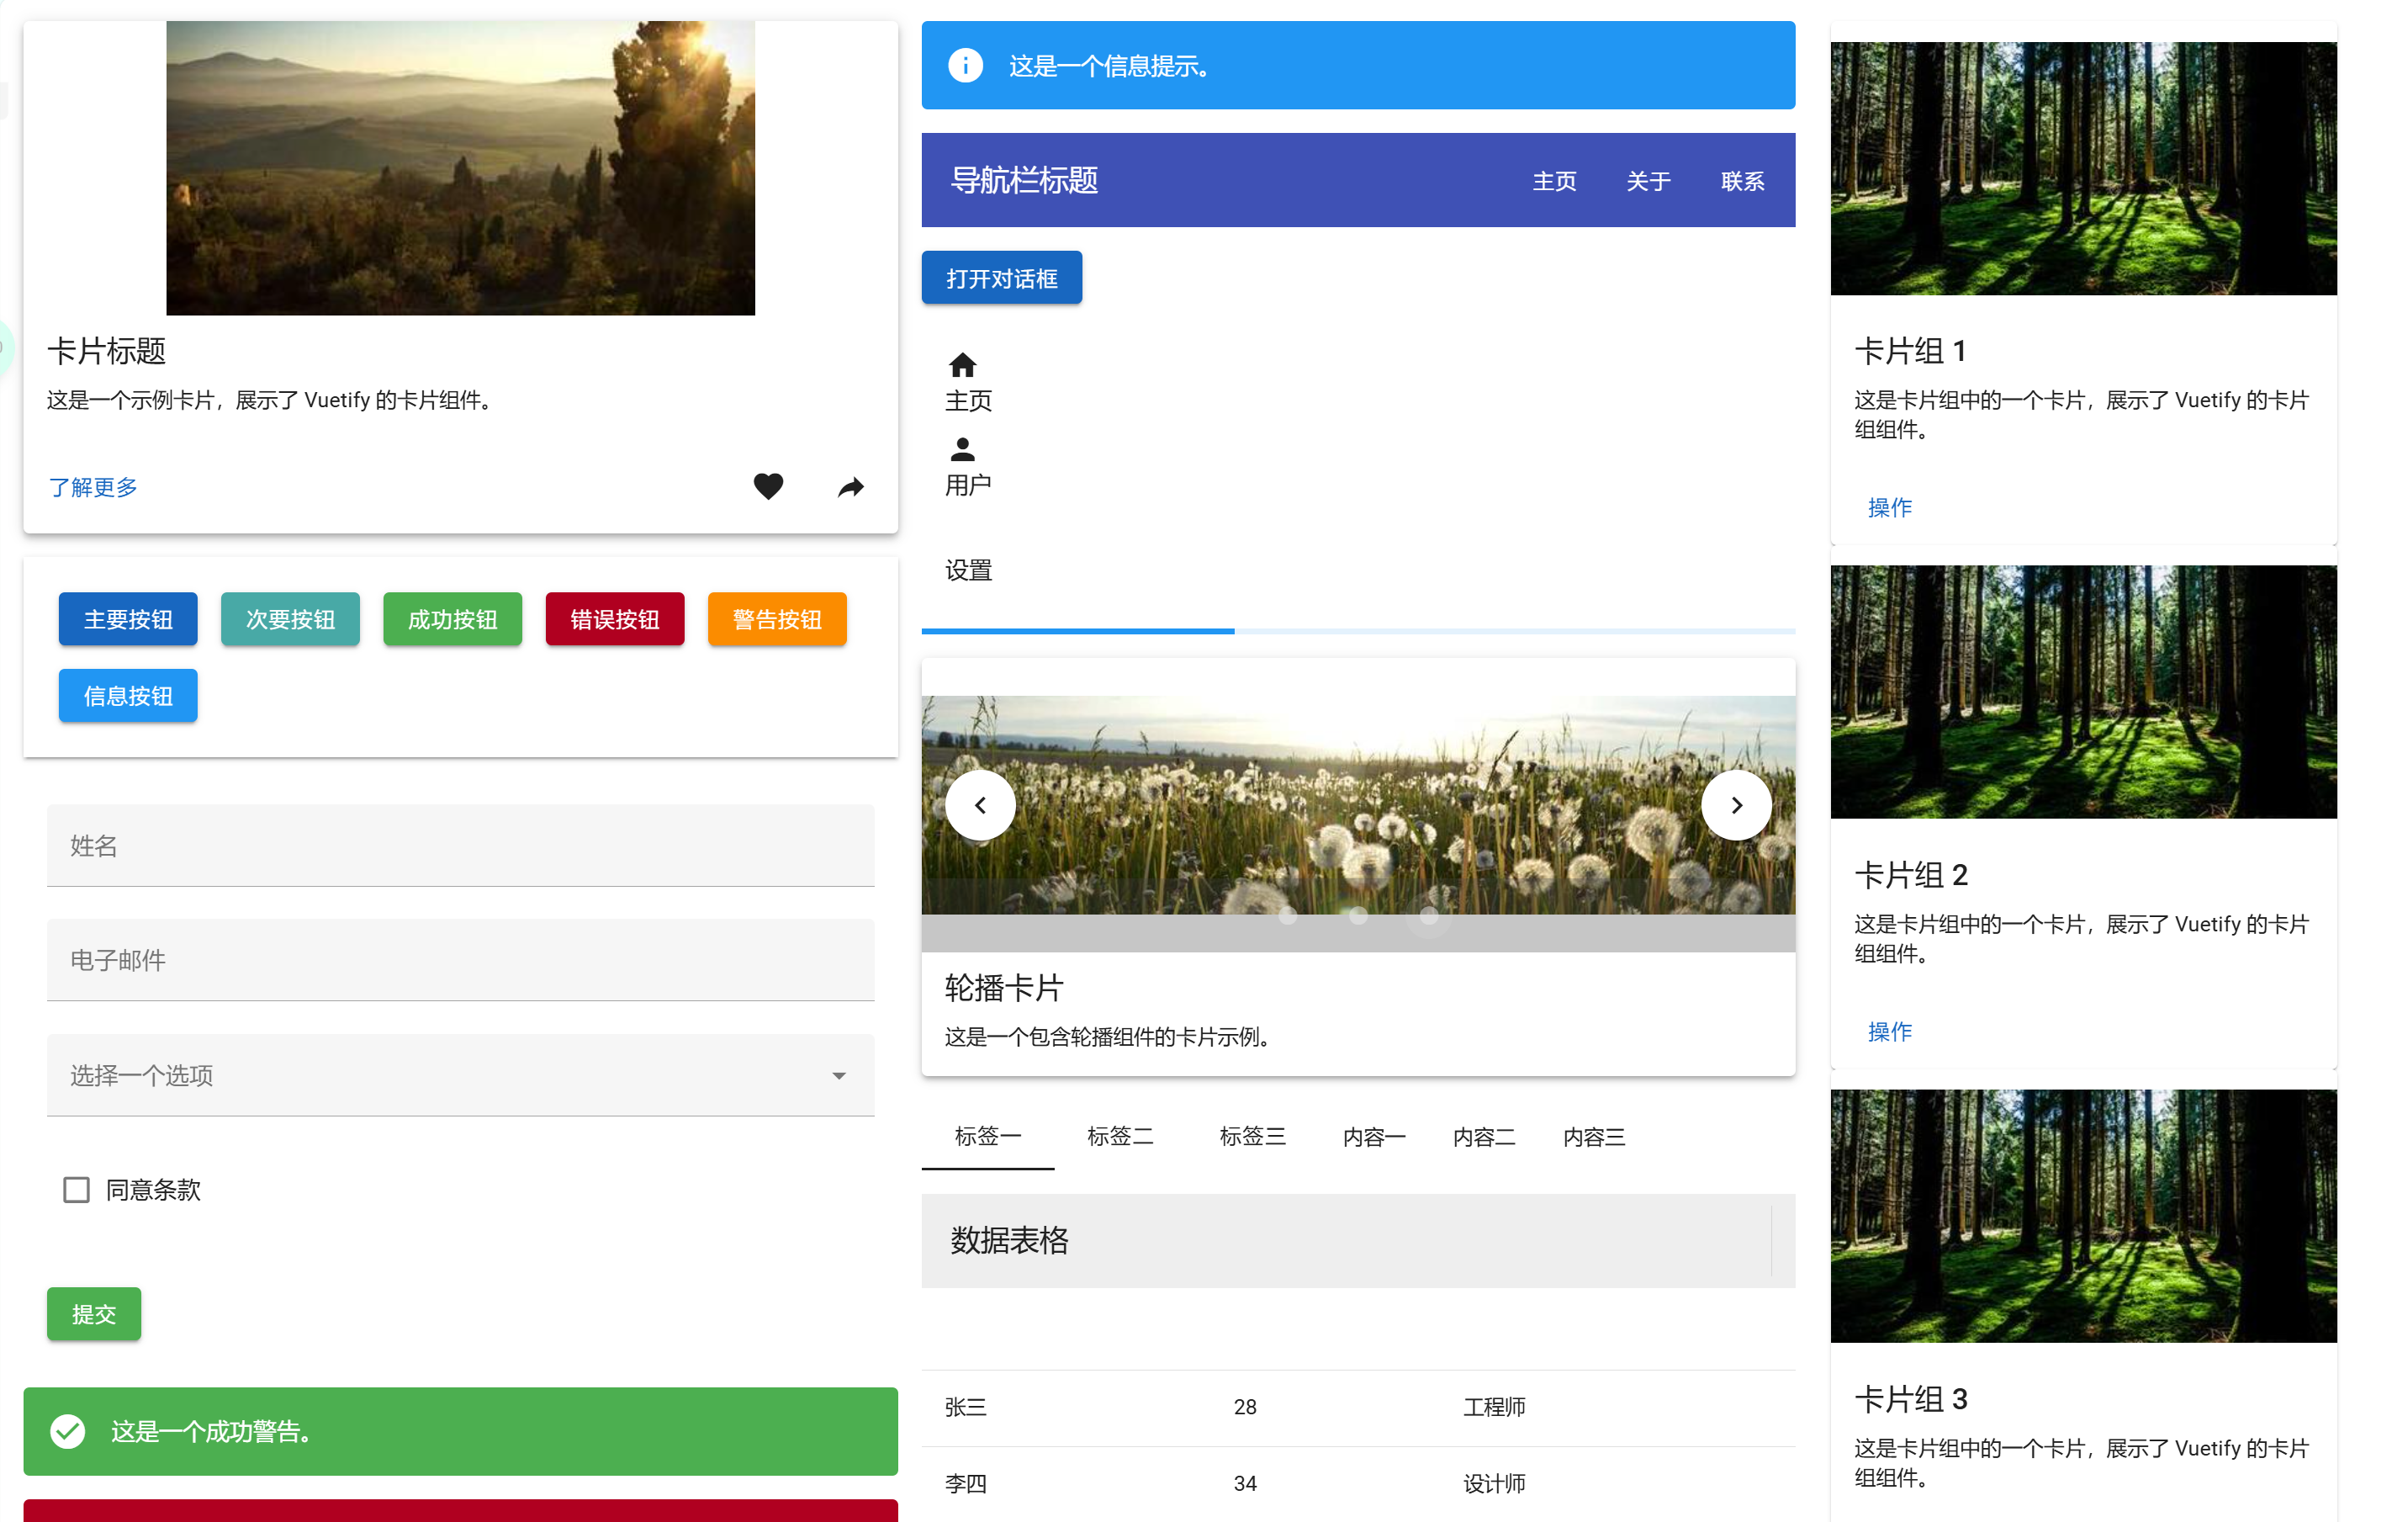 卡片标题
这是一个示例卡片，展示了 Vuetify 的卡片组件。
了解更多
主要按钮
次要按钮
成功按钮
错误按钮
警告按钮
信息按钮
姓名
电子邮件
选择一个选项
同意条款
提交
这是一个成功警告。
这是一个信息提示。
导航栏标题
主页
关于
联系
打开对话框
主页
用户
设置
轮播卡片
这是一个包含轮播组件的卡片示例。
标签一
标签二
标签三
内容一
内容二
内容三
数据表格
张三 28 工程师
李四 34 设计师
卡片组 1
这是卡片组中的一个卡片，展示了 Vuetify 的卡片
组组件。
操作
卡片组 2
这是卡片组中的一个卡片，展示了 Vuetify 的卡片
组组件。
操作
卡片组 3
这是卡片组中的一个卡片，展示了 Vuetify 的卡片
组组件。